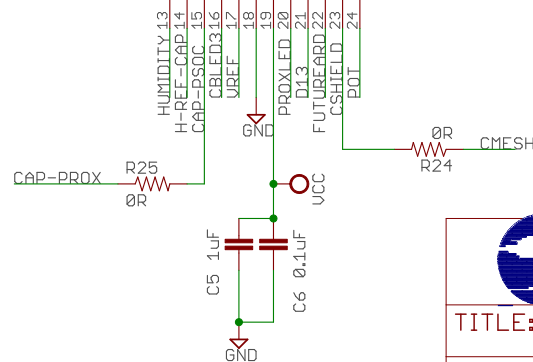 HUMIDITY 13
H-REF-CAP 14
CAP-PSOC 15
CBLED3 16
VREF 17
18
19
PROXLED 20
D13 21
FUTUREARD 22
CSHIELD 23
POT 24
GND
0R
CMESH
R24
CAP-PROX
R25
0R
VCC
C5 1uF
C6 0.1uF
GND
TITLE: